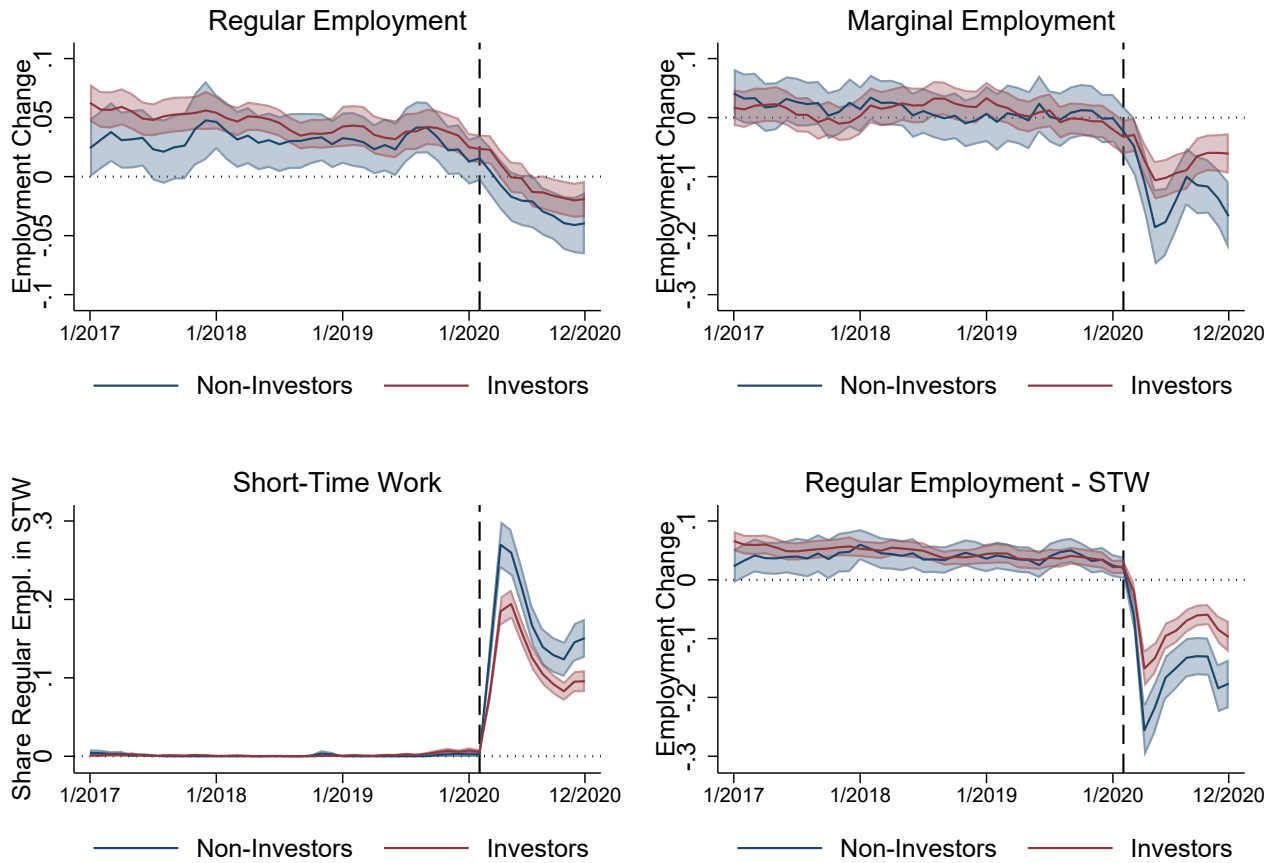 Regular Employment
Employment Change
.1
.05
0
-.05
-.1
1/2017 1/2018 1/2019 1/2020 12/2020
Non-Investors Investors
Marginal Employment
Employment Change
.1
0
-.1
-.2
-.3
1/2017 1/2018 1/2019 1/2020 12/2020
Non-Investors Investors
Short-Time Work
Share Regular Empl. in STW
.3
.2
.1
0
1/2017 1/2018 1/2019 1/2020 12/2020
Non-Investors Investors
Regular Employment - STW
Employment Change
.1
0
-.1
-.2
-.3
1/2017 1/2018 1/2019 1/2020 12/2020
Non-Investors Investors